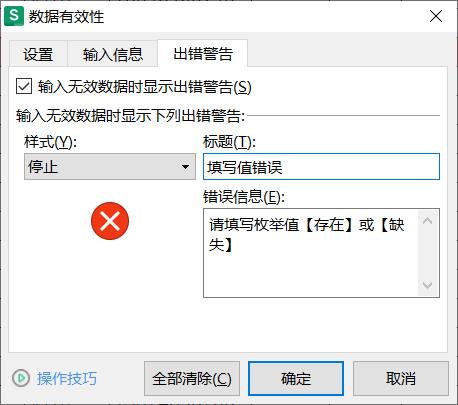 数据有效性
设置 输入信息 出错警告
输入无效数据时显示出错警告(S)
输入无效数据时显示下列出错警告:
样式(Y): 标题(T):
停止 填写值错误
错误信息(E):
请填写枚举值【存在】或【缺
失】
操作技巧 全部清除(C) 确定 取消